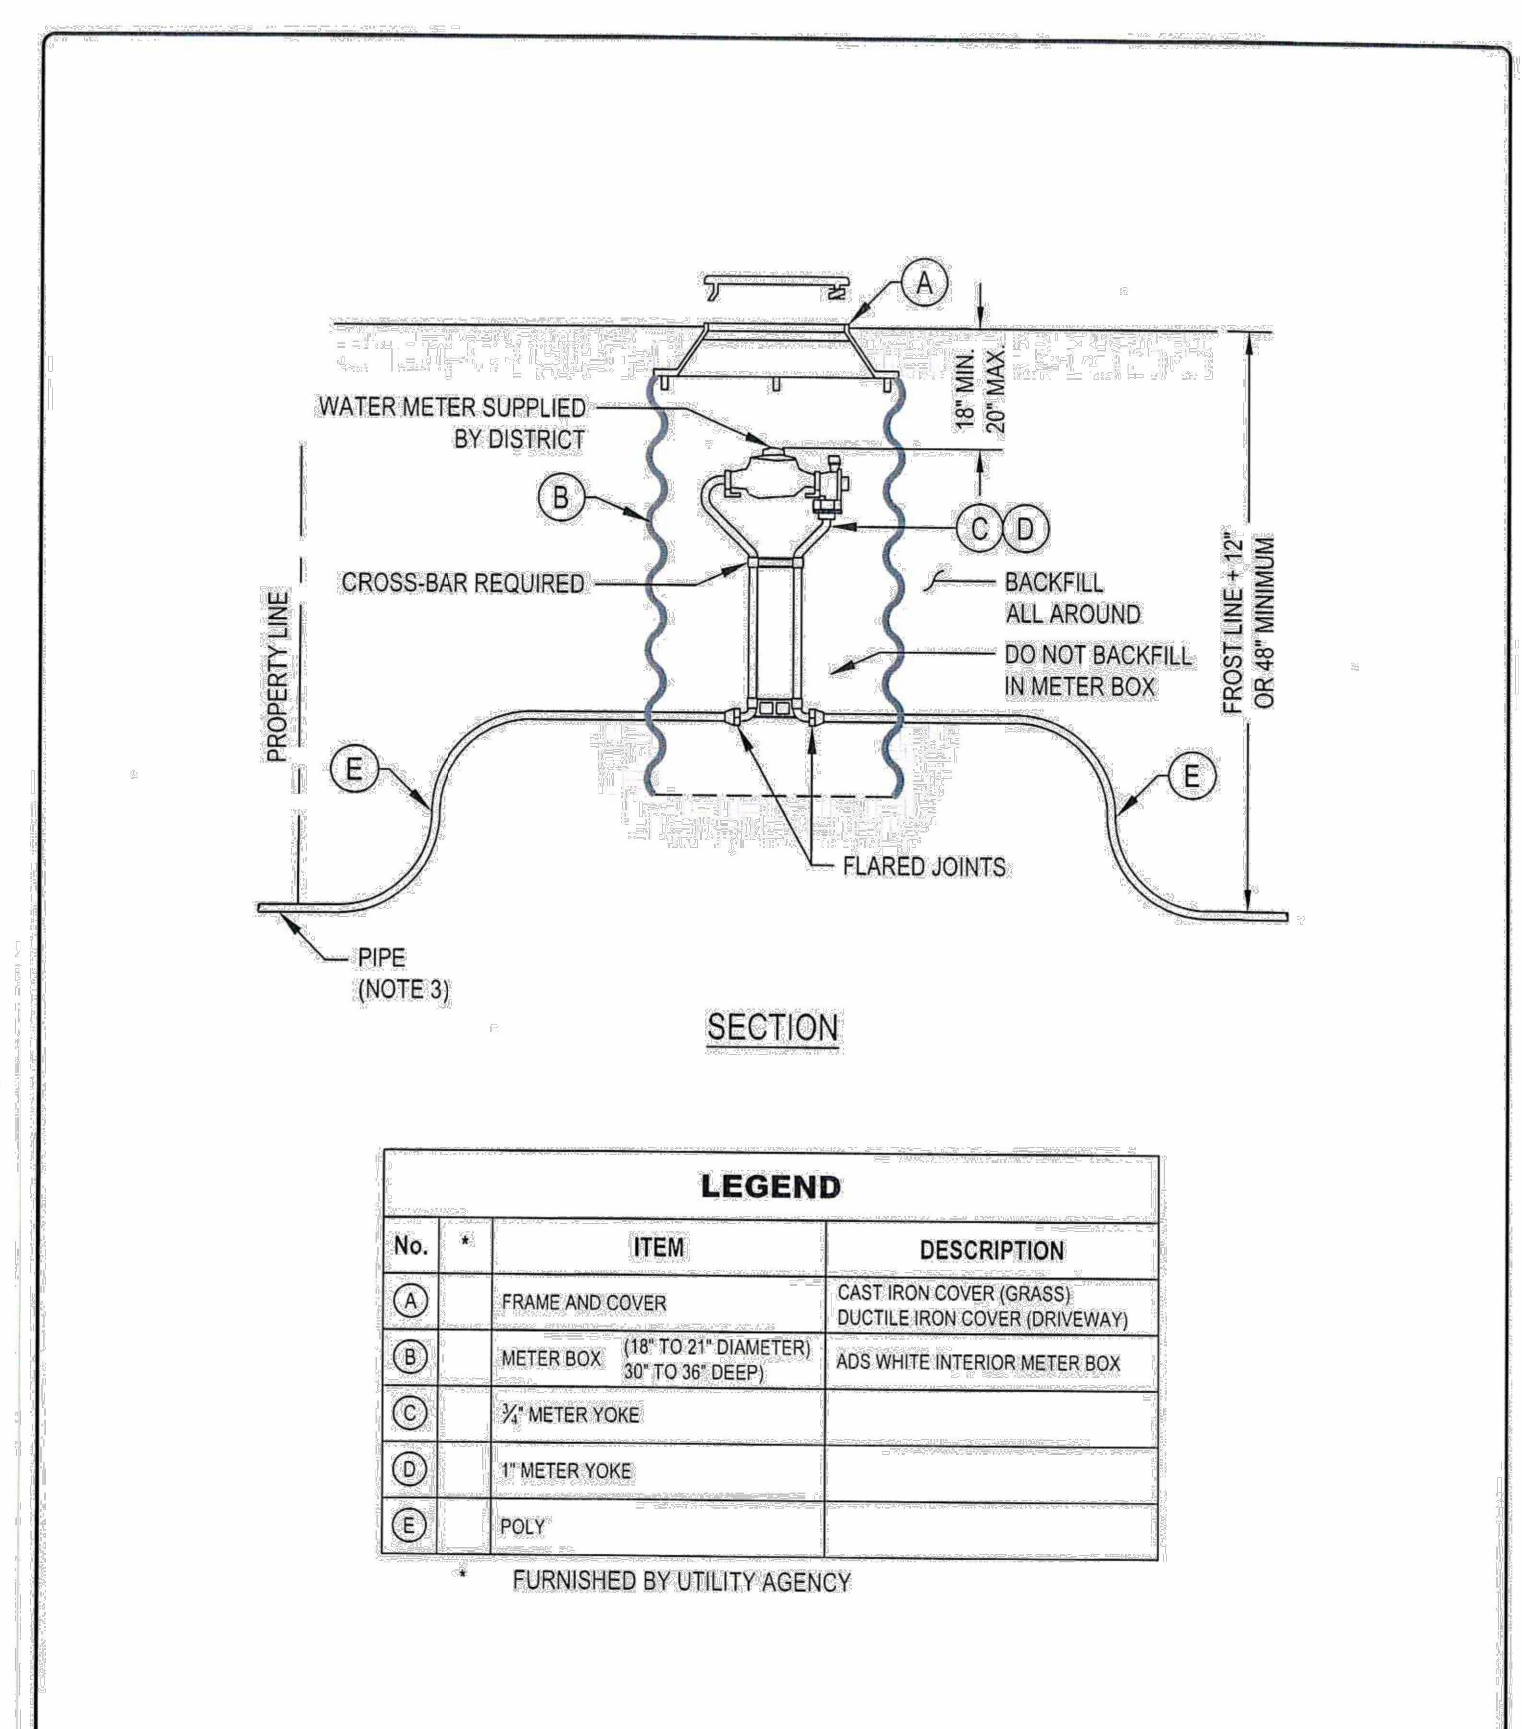 A
18" MIN.
20" MAX.
WATER METER SUPPLIED
BY DISTRICT
B
C D
CROSS-BAR REQUIRED
BACKFILL
ALL AROUND
DO NOT BACKFILL
IN METER BOX
FROST LINE + 12"
OR 48" MINIMUM
PROPERTY LINE
E
E
FLARED JOINTS
PIPE
(NOTE 3)
SECTION
LEGEND
No. * ITEM DESCRIPTION
A FRAME AND COVER CAST IRON COVER (GRASS)
DUCTILE IRON COVER (DRIVEWAY)
B METER BOX (18" TO 21" DIAMETER) ADS WHITE INTERIOR METER BOX
30" TO 36" DEEP)
C ¾" METER YOKE
D 1" METER YOKE
E POLY
* FURNISHED BY UTILITY AGENCY